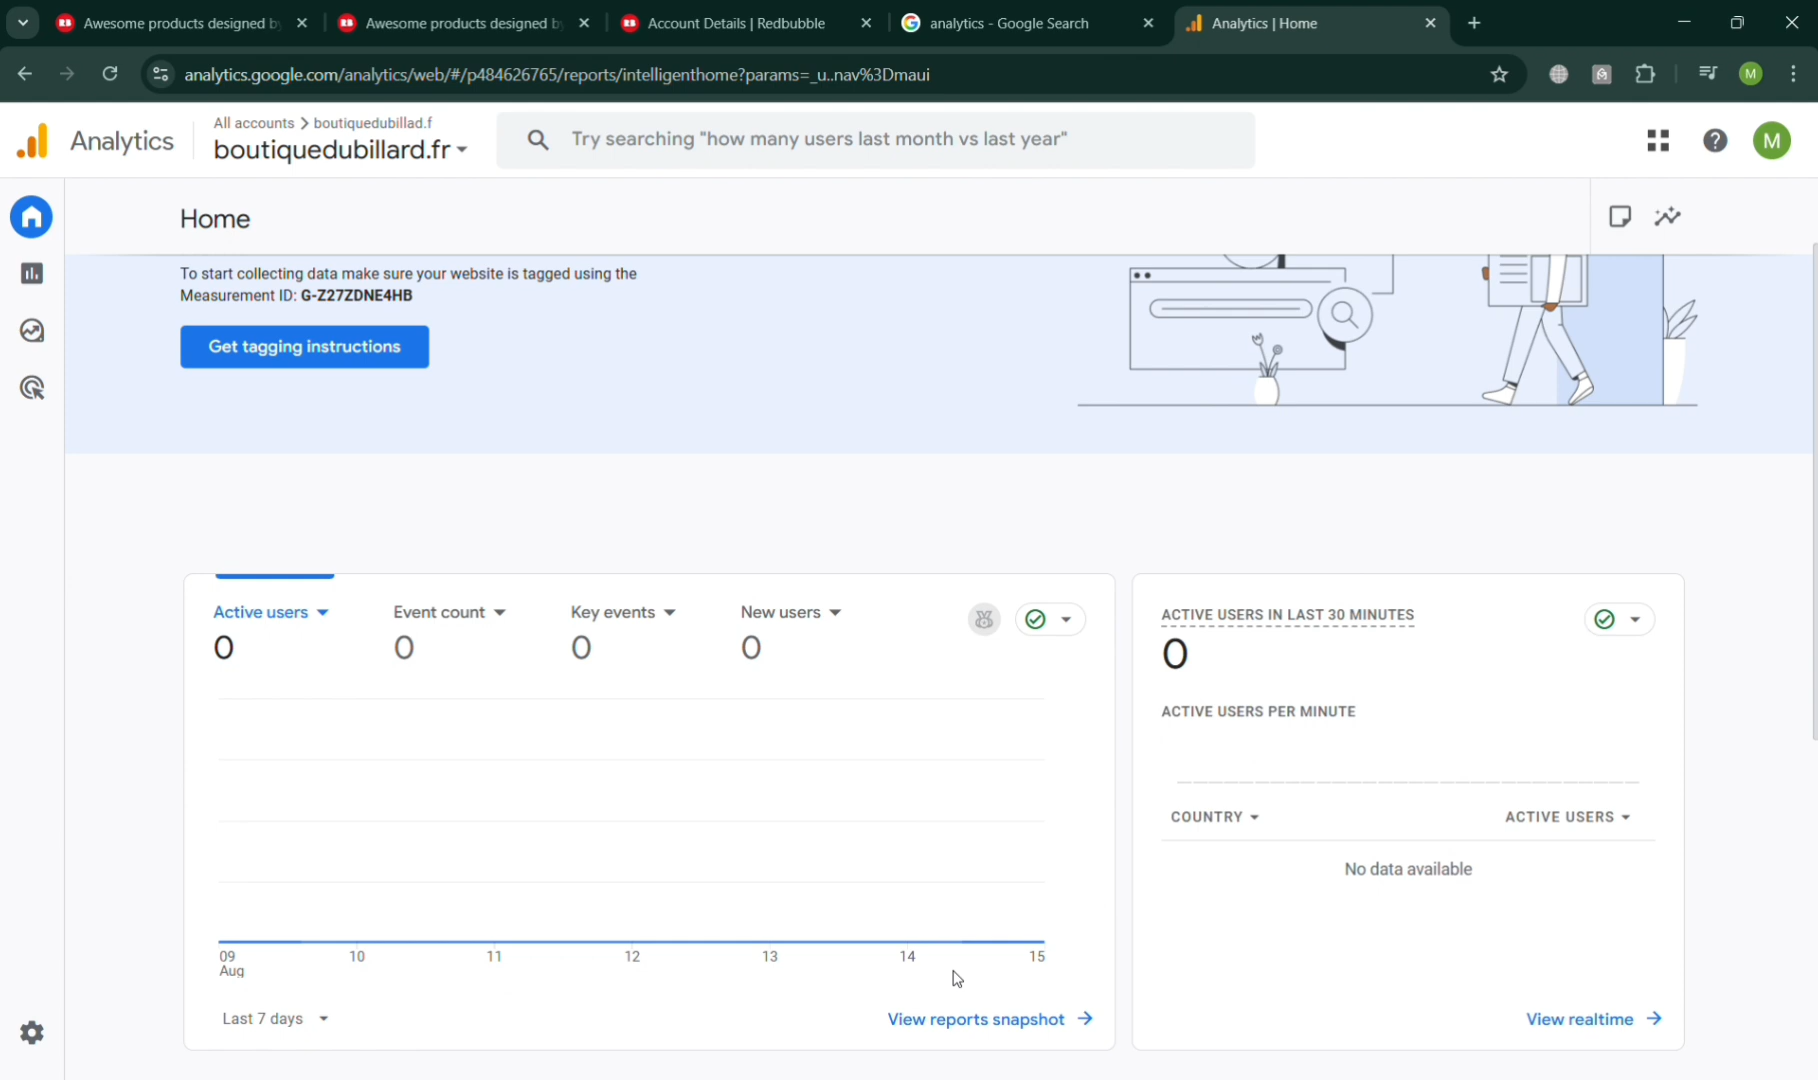 Awesome products designed by
Awesome products designed by
Account Details | Redbubble
analytics - Google Search
Analytics | Home
analytics.google.com/analytics/web/#/p484626765/reports/intelligenthome?params=_u..nav%3Dmaui
M
Analytics
All accounts > boutiquedubillad.f
boutiquedubillard.fr
Try searching "how many users last month vs last year"
M
Home
To start collecting data make sure your website is tagged using the
Measurement ID: G-Z27ZDNE4HB
Get tagging instructions
Active users
0
Event count
0
Key events
0
New users
0
09
Aug
10
11
12
13
14
15
Last 7 days
View reports snapshot
ACTIVE USERS IN LAST 30 MINUTES
0
ACTIVE USERS PER MINUTE
COUNTRY
ACTIVE USERS
No data available
View realtime